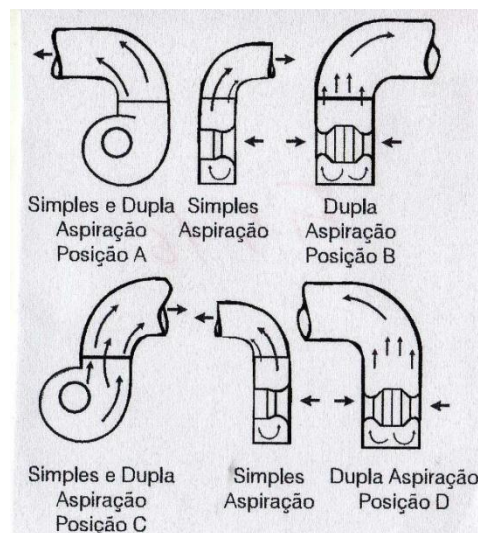 Simples e Dupla
Aspiração
Posição A
Simples
Aspiração
Dupla
Aspiração
Posição B
Simples e Dupla
Aspiração
Posição C
Simples
Aspiração
Dupla Aspiração
Posição D